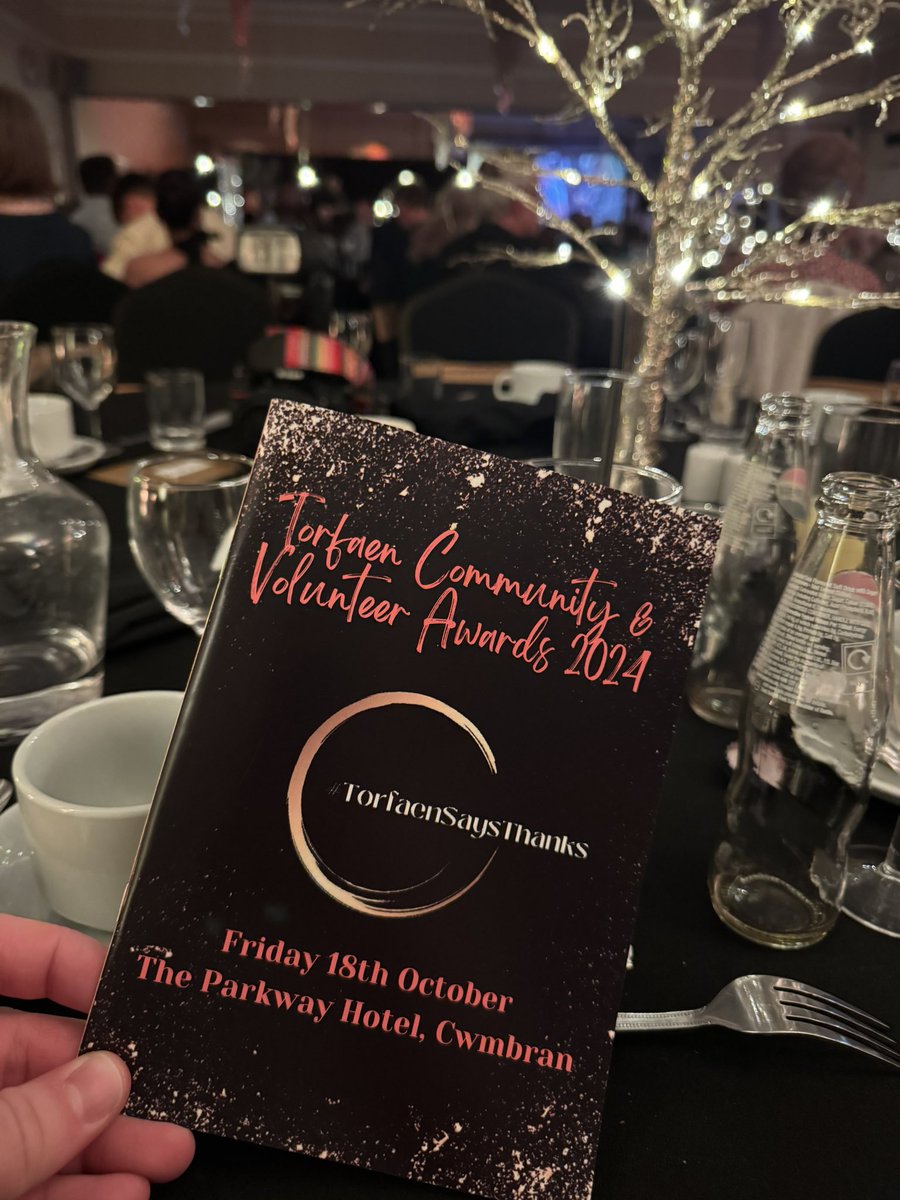 Torfaen Community &
Volunteer Awards 2024
#TorfaenSaysThanks
Friday 18th October
The Parkway Hotel, Cwmbran